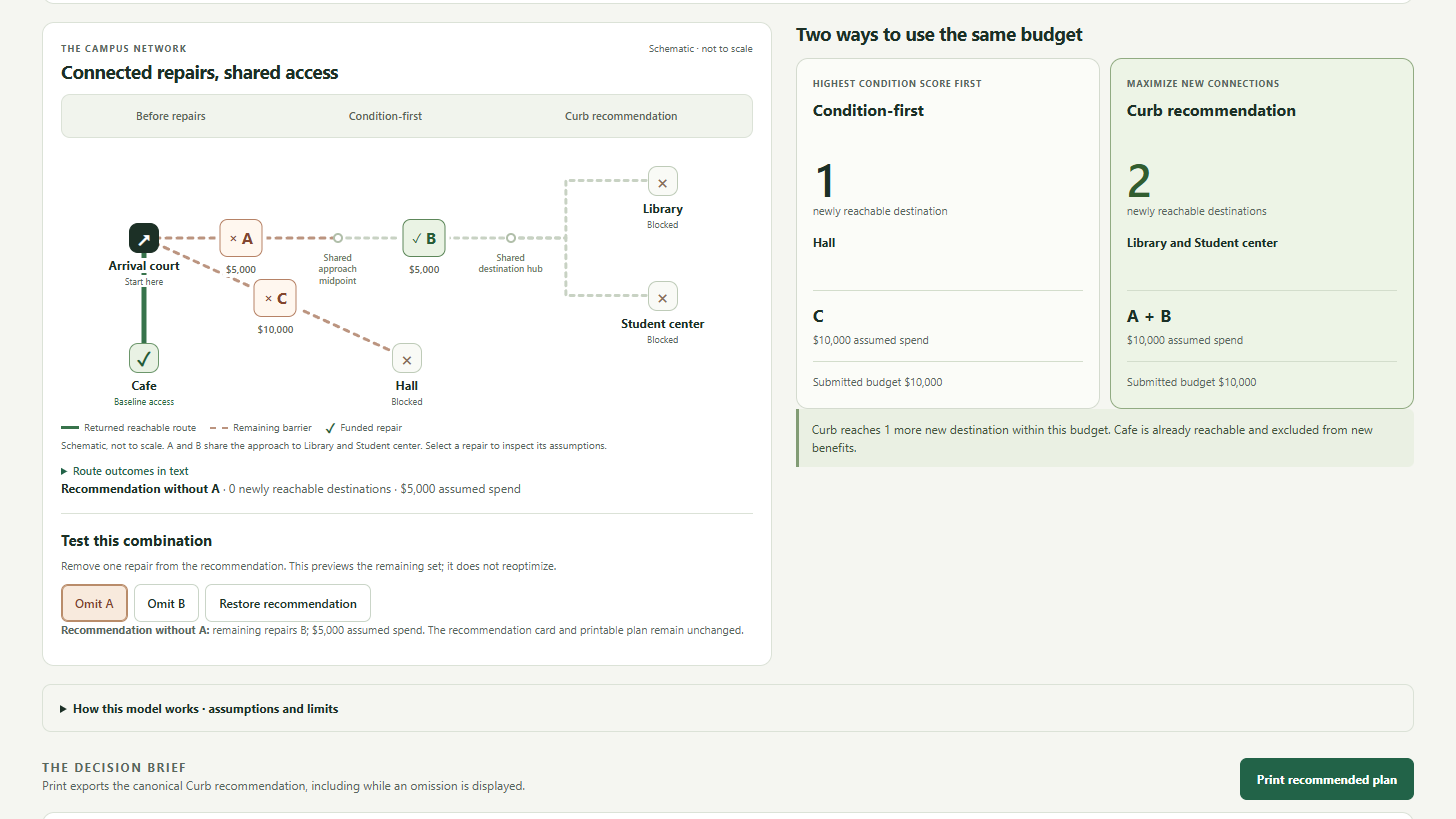 THE CAMPUS NETWORK
Schematic · not to scale
Connected repairs, shared access
Before repairs
Condition-first
Curb recommendation
↗
Arrival court
Start here
× A
$5,000
Shared
approach
midpoint
✓ B
$5,000
Shared
destination hub
×
Library
Blocked
× C
$10,000
×
Student center
Blocked
✓
Cafe
Baseline access
×
Hall
Blocked
Returned reachable route
Remaining barrier
✓ Funded repair
Schematic, not to scale. A and B share the approach to Library and Student center. Select a repair to inspect its assumptions.
▶ Route outcomes in text
Recommendation without A · 0 newly reachable destinations · $5,000 assumed spend
Test this combination
Remove one repair from the recommendation. This previews the remaining set; it does not reoptimize.
Omit A
Omit B
Restore recommendation
Recommendation without A: remaining repairs B; $5,000 assumed spend. The recommendation card and printable plan remain unchanged.
Two ways to use the same budget
HIGHEST CONDITION SCORE FIRST
Condition-first
1
newly reachable destination
Hall
C
$10,000 assumed spend
Submitted budget $10,000
MAXIMIZE NEW CONNECTIONS
Curb recommendation
2
newly reachable destinations
Library and Student center
A + B
$10,000 assumed spend
Submitted budget $10,000
Curb reaches 1 more new destination within this budget. Cafe is already reachable and excluded from new
benefits.
▶ How this model works · assumptions and limits
THE DECISION BRIEF
Print exports the canonical Curb recommendation, including while an omission is displayed.
Print recommended plan